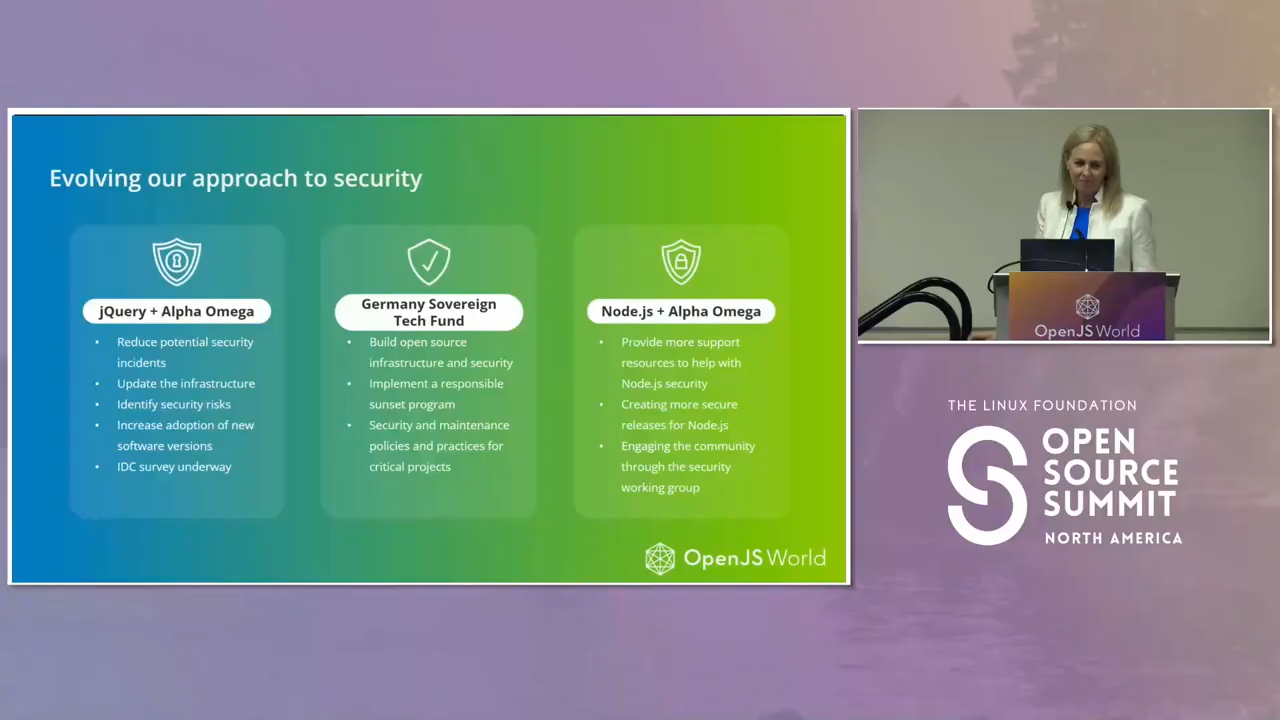 Evolving our approach to security
jQuery + Alpha Omega
• Reduce potential security
incidents
• Update the infrastructure
• Identify security risks
• Increase adoption of new
software versions
• IDC survey underway
Germany Sovereign
Tech Fund
• Build open source
infrastructure and security
• Implement a responsible
sunset program
• Security and maintenance
policies and practices for
critical projects
Node.js + Alpha Omega
• Provide more support
resources to help with
Node.js security
• Creating more secure
releases for Node.js
• Engaging the community
through the security
working group
OpenJS World
OpenJS World
THE LINUX FOUNDATION
OPEN
SOURCE
SUMMIT
NORTH AMERICA